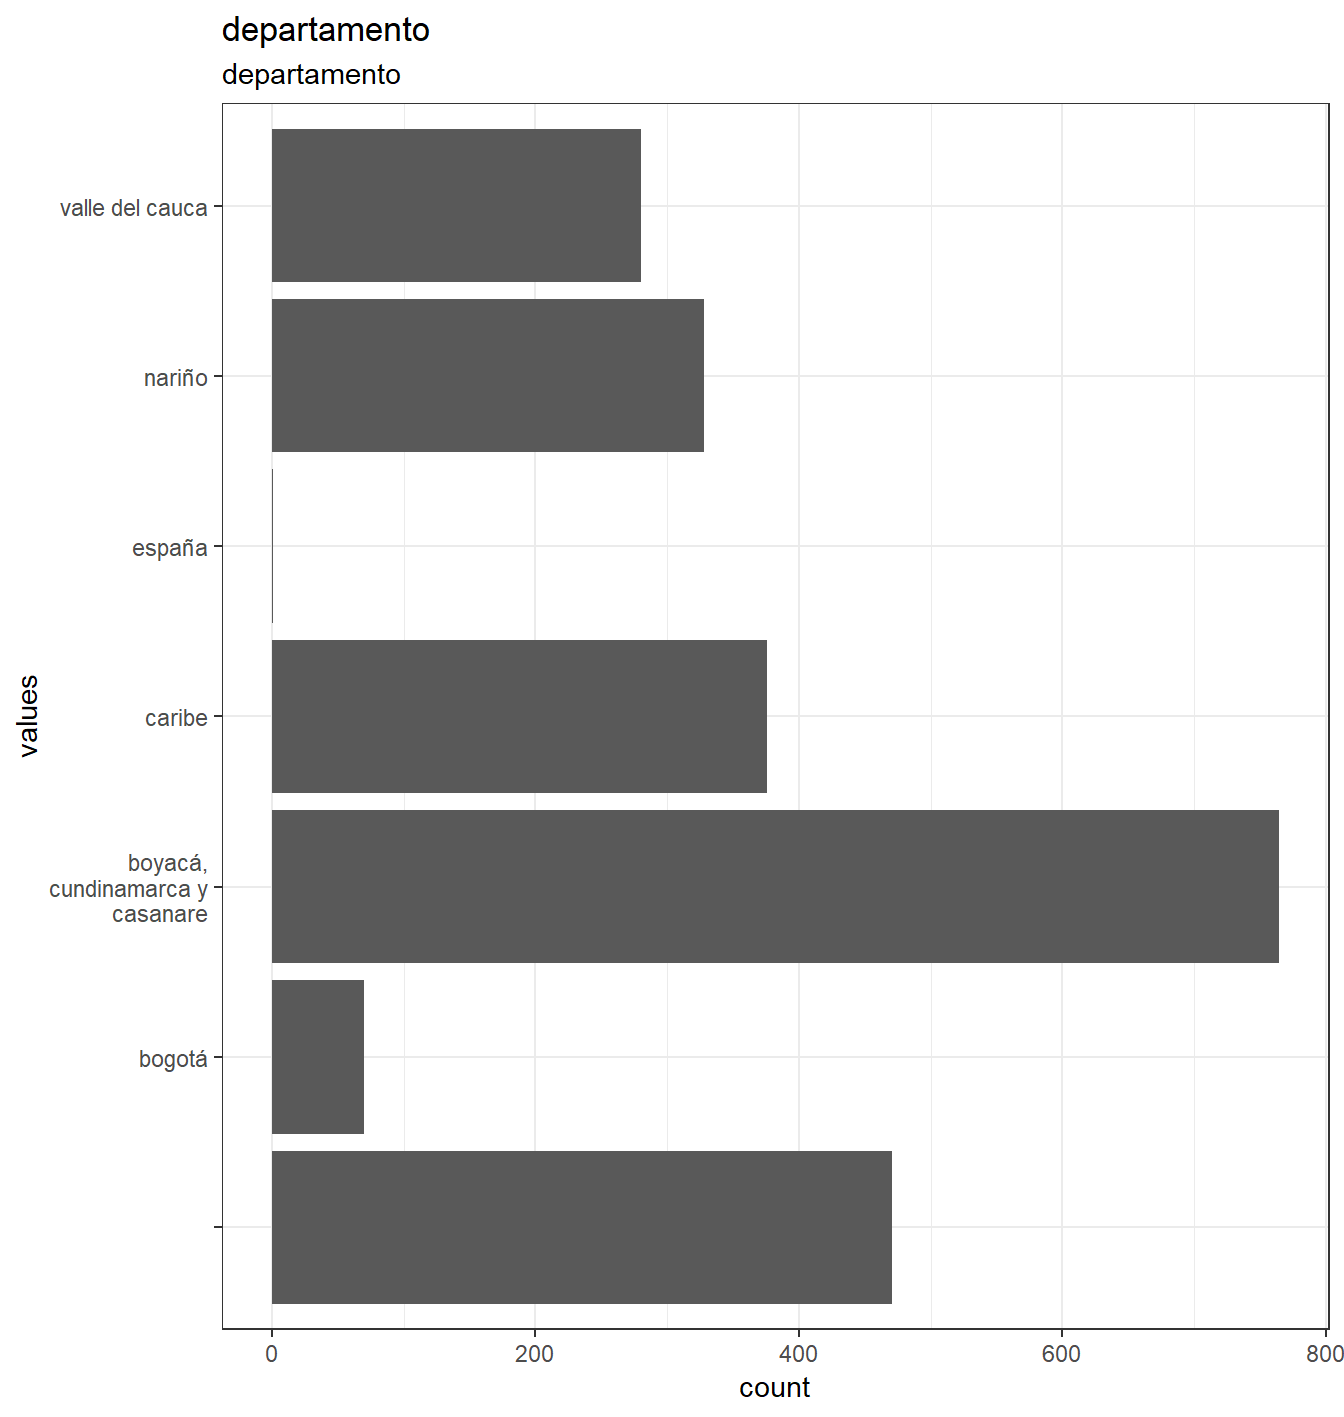 departamento
departamento
valle del cauca
nariño
españa
caribe
boyacá,
cundinamarca y
casanare
bogotá
values
0 200 400 600 800
count